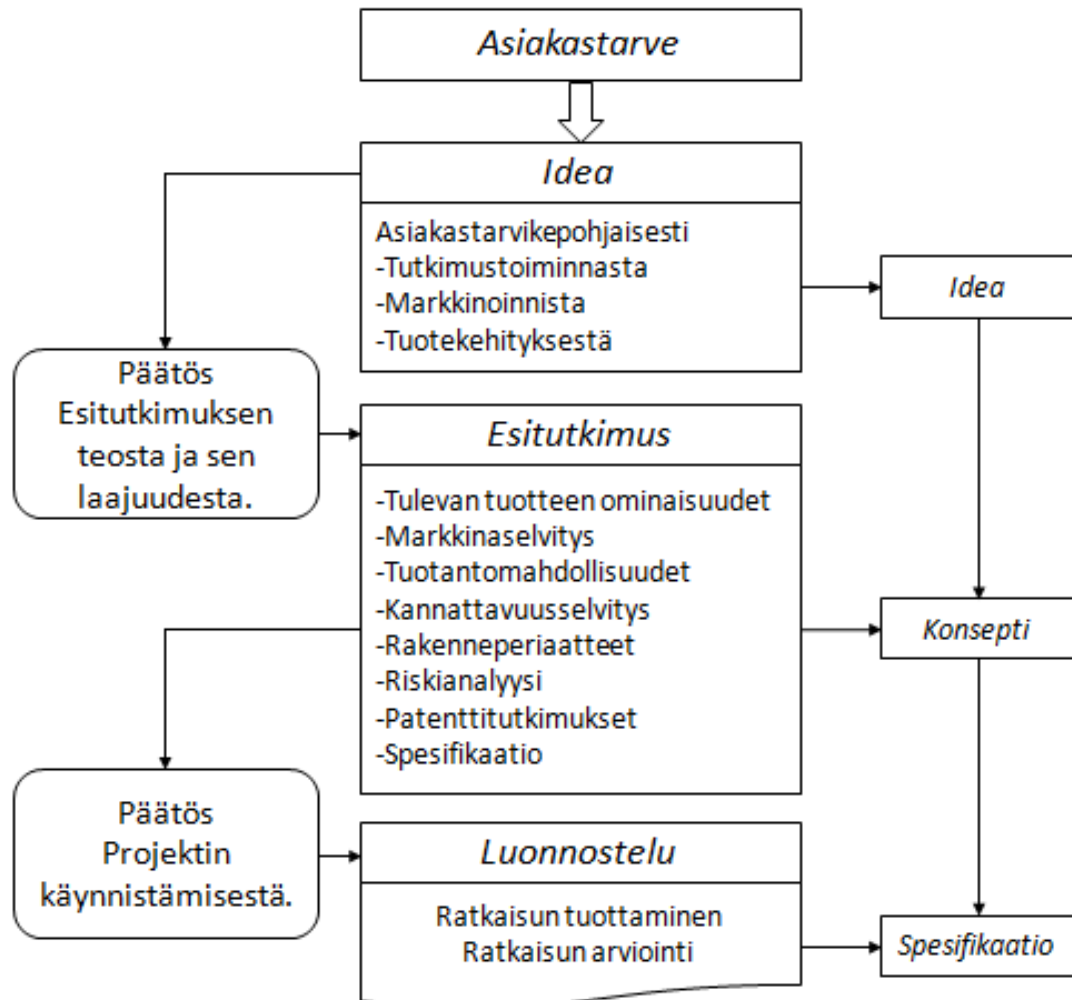 Asiakastarve
Idea
Asiakastarvikepohjaisesti
-Tutkimustoiminnasta
-Markkinoinnista
-Tuotekehityksestä
Idea
Päätös
Esitutkimuksen
teosta ja sen
laajuudesta.
Esitutkimus
-Tulevan tuotteen ominaisuudet
-Markkinaselvitys
-Tuotantomahdollisuudet
-Kannattavuusselvitys
-Rakenneperiaatteet
-Riskianalyysi
-Patenttitutkimukset
-Spesifikaatio
Konsepti
Päätös
Projektin
käynnistämisestä.
Luonnostelu
Ratkaisun tuottaminen
Ratkaisun arviointi
Spesifikaatio